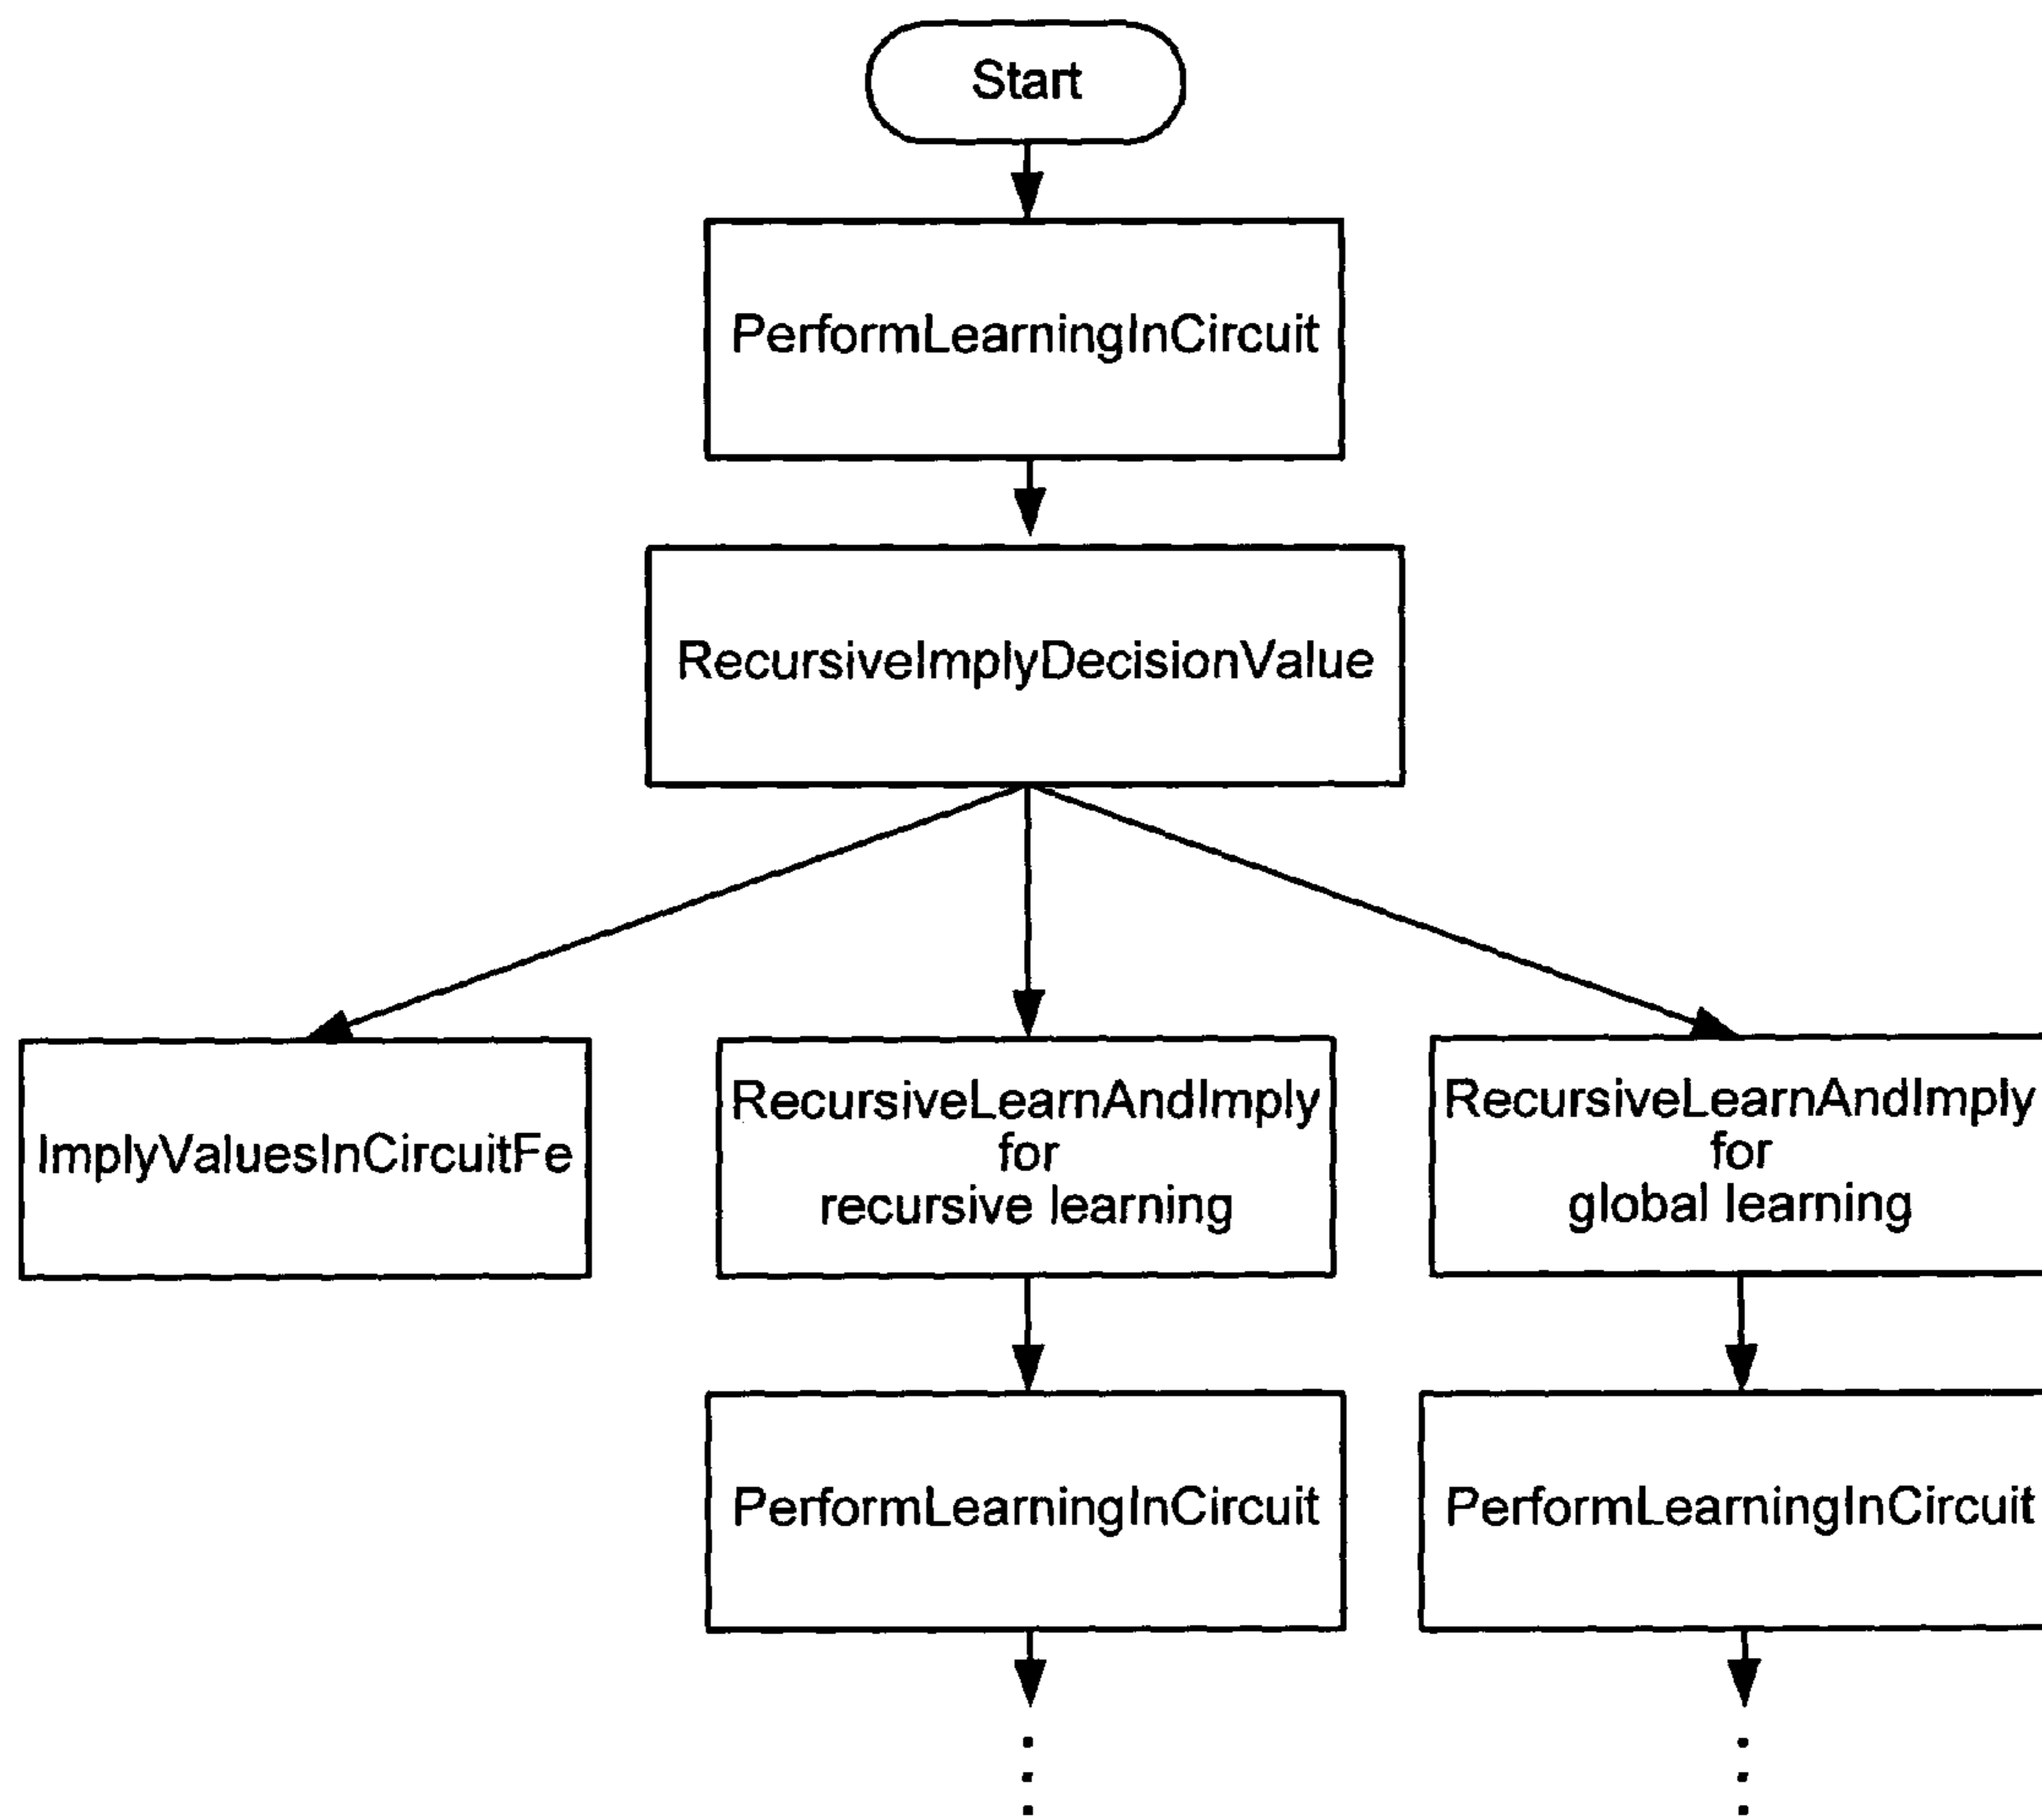 Start
PerformLearningInCircuit
RecursiveImplyDecisionValue
ImplyValuesInCircuitFe
RecursiveLearnAndImply
for
recursive learning
RecursiveLearnAndImply
for
global learning
PerformLearningInCircuit
PerformLearningInCircuit